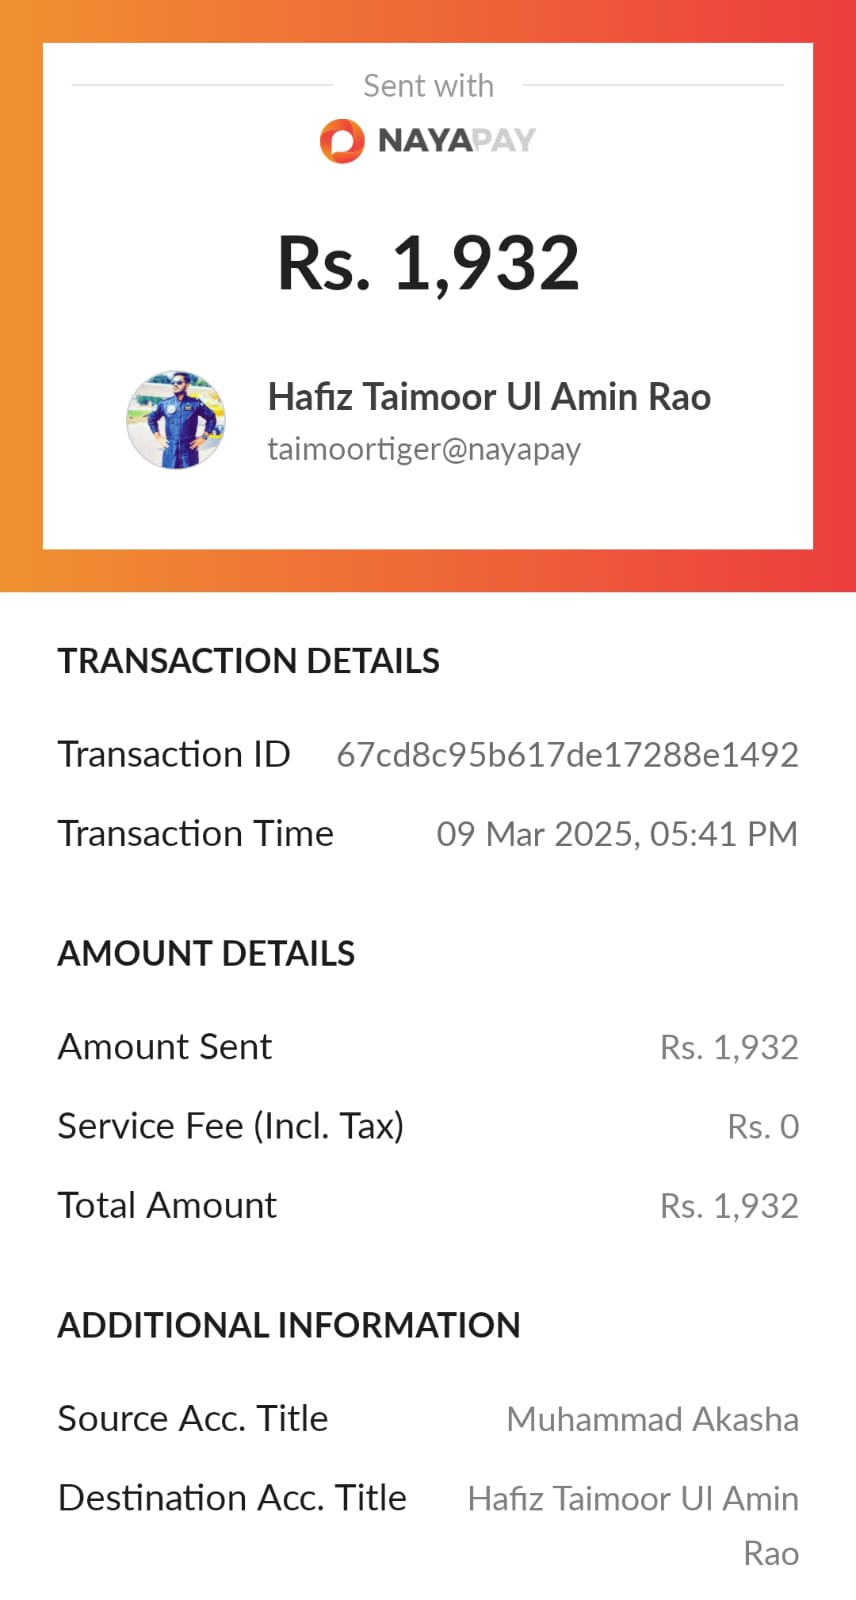 Sent with
NAYAPAY
Rs. 1,932
Hafiz Taimoor Ul Amin Rao
taimoortiger@nayapay
TRANSACTION DETAILS
Transaction ID 67cd8c95b617de17288e1492
Transaction Time 09 Mar 2025, 05:41 PM
AMOUNT DETAILS
Amount Sent Rs. 1,932
Service Fee (Incl. Tax) Rs. 0
Total Amount Rs. 1,932
ADDITIONAL INFORMATION
Source Acc. Title Muhammad Akasha
Destination Acc. Title Hafiz Taimoor Ul Amin
Rao